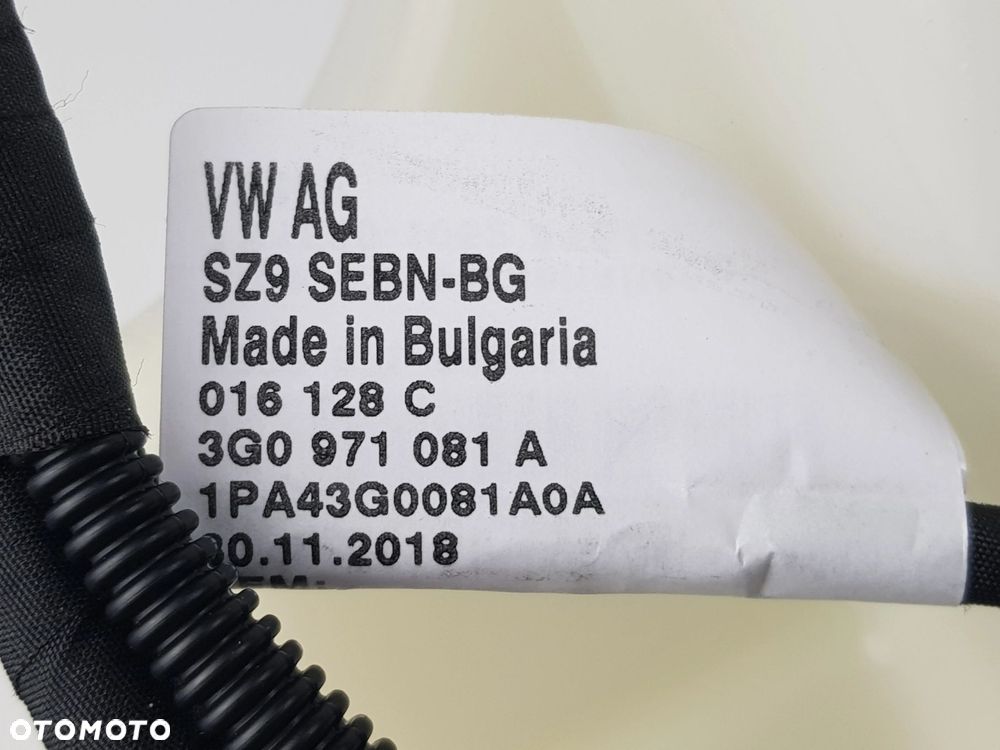 VW AG
SZ9 SEBN-BG
Made in Bulgaria
016 128 C
3G0 971 081 A
1PA43G0081A0A
30.11.2018
OTOMOTO